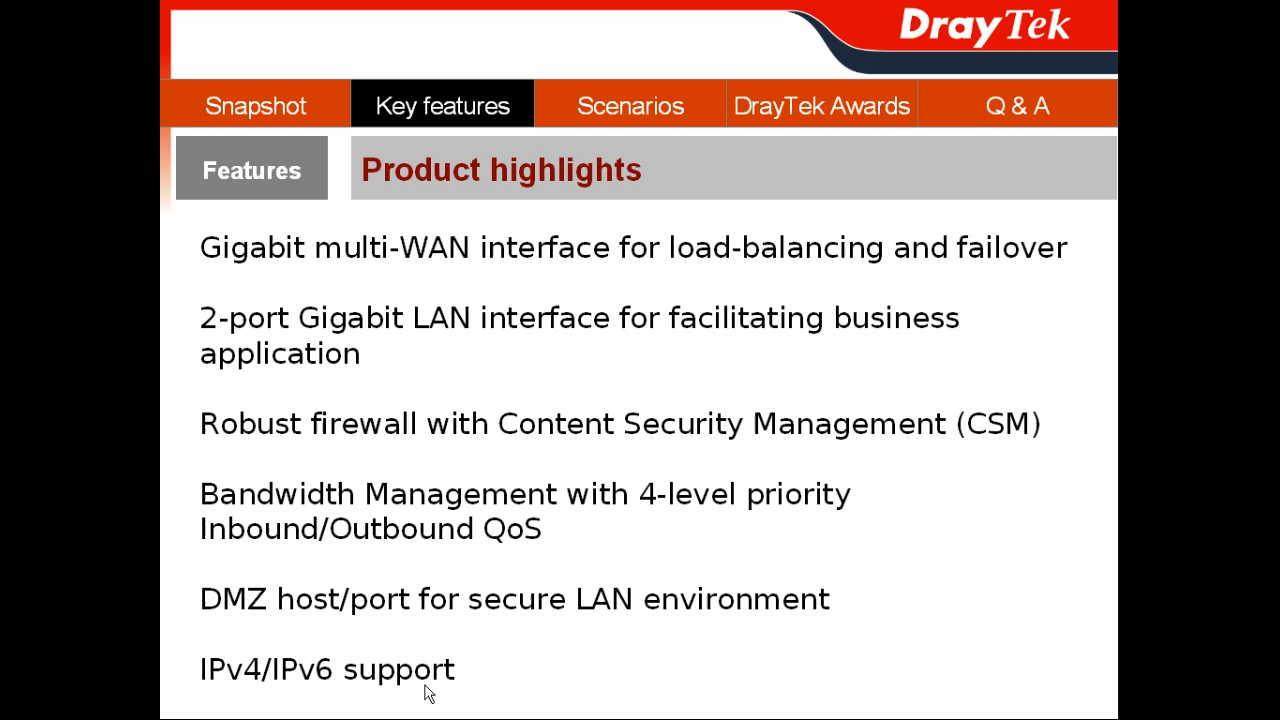 DrayTek
Snapshot Key features Scenarios DrayTek Awards Q & A
Features Product highlights
Gigabit multi-WAN interface for load-balancing and failover
2-port Gigabit LAN interface for facilitating business
application
Robust firewall with Content Security Management (CSM)
Bandwidth Management with 4-level priority
Inbound/Outbound QoS
DMZ host/port for secure LAN environment
IPv4/IPv6 support